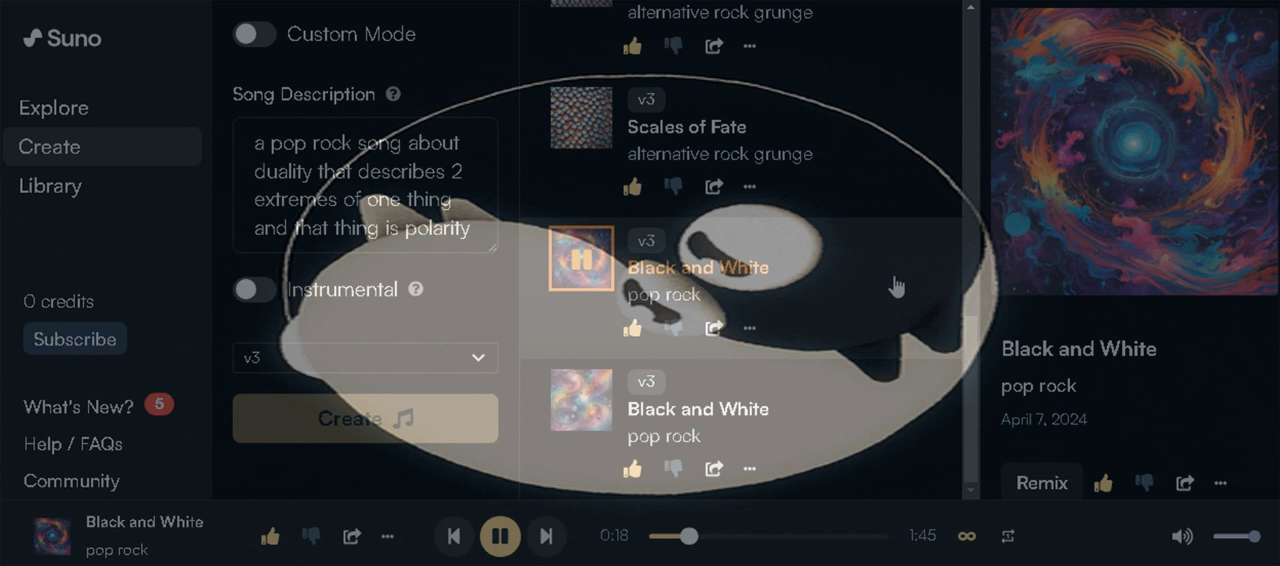 Suno
Explore
Create
Library
0 credits
Subscribe
What's New? 5
Help / FAQs
Community
Custom Mode
Song Description ?
a pop rock song about
duality that describes 2
extremes of one thing
and that thing is polarity
Instrumental ?
v3
Create
alternative rock grunge
v3
Scales of Fate
alternative rock grunge
v3
Black and White
pop rock
v3
Black and White
pop rock
Black and White
pop rock
April 7, 2024
Remix
Black and White
pop rock
0:18
1:45